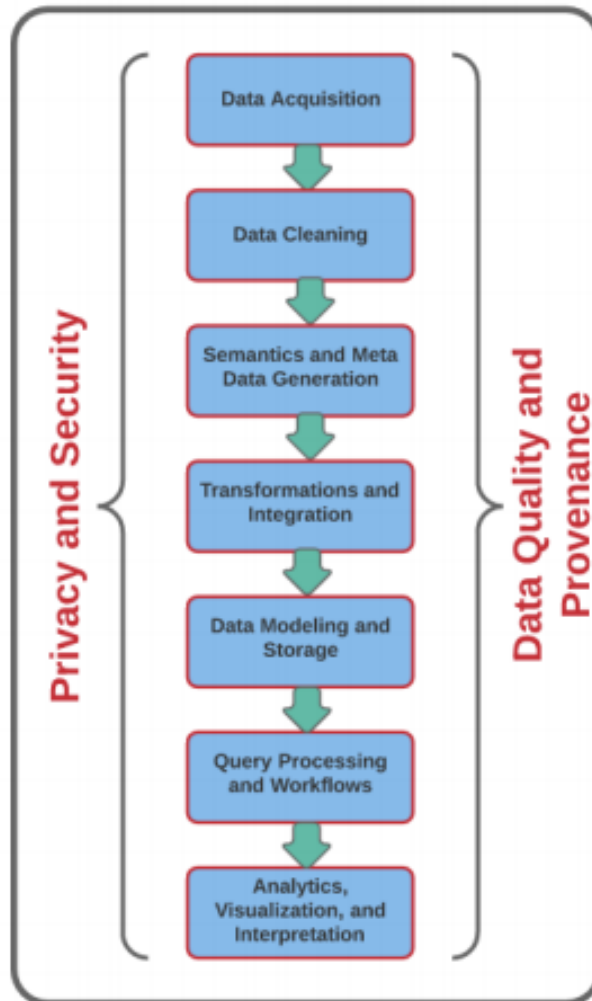 Data Acquisition
Data Cleaning
Semantics and Meta
Data Generation
Transformations and
Integration
Data Modeling and
Storage
Query Processing
and Workflows
Analytics,
Visualization, and
Interpretation
Privacy and Security
Data Quality and
Provenance